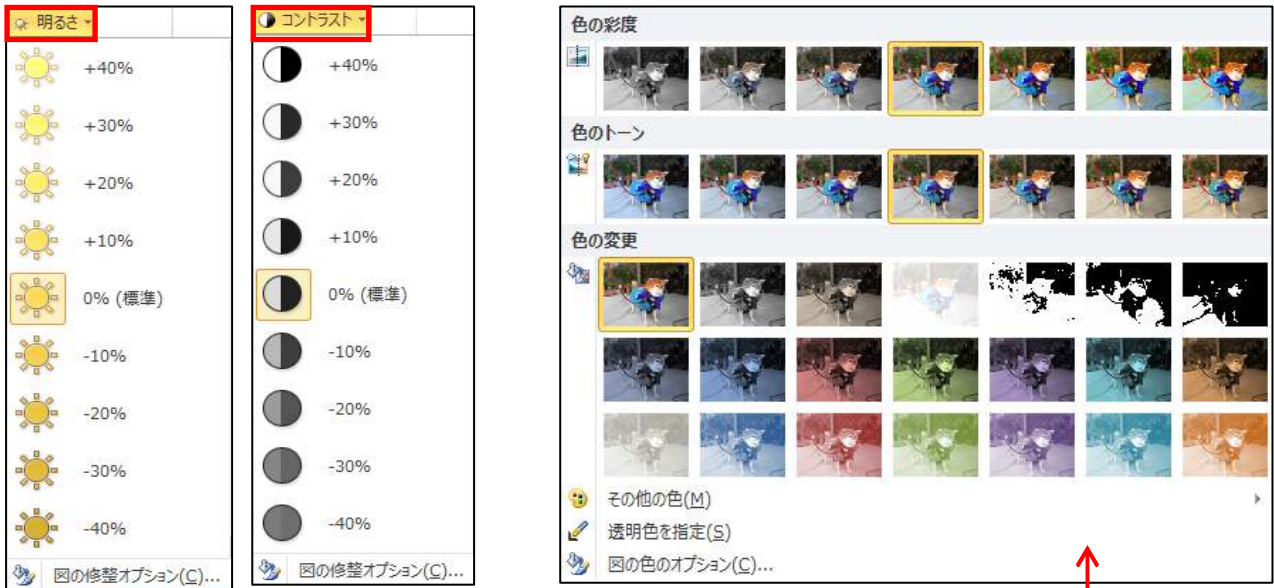 明るさ
+40%
+30%
+20%
+10%
0% (標準)
-10%
-20%
-30%
-40%
図の修整オプション(C)...
コントラスト
+40%
+30%
+20%
+10%
0% (標準)
-10%
-20%
-30%
-40%
図の修整オプション(C)...
色の彩度
色のトーン
色の変更
その他の色(M)
透明色を指定(S)
図の色のオプション(C)...